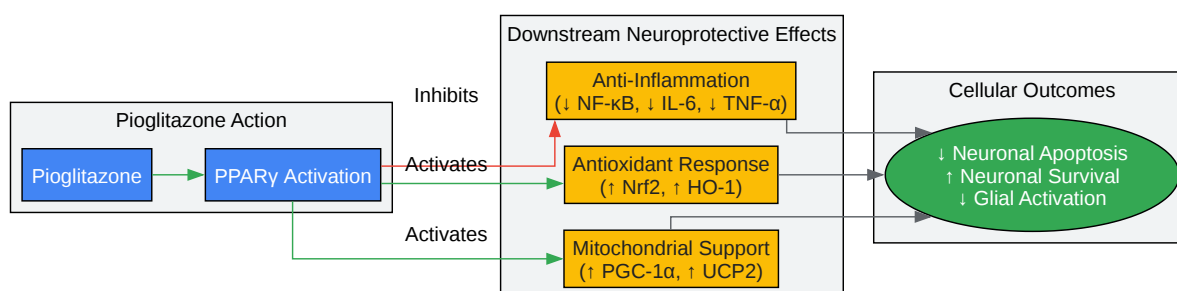 Pioglitazone Action
Pioglitazone
PPARγ Activation
Inhibits
Activates
Activates
Downstream Neuroprotective Effects
Anti-Inflammation
(↓ NF-κB, ↓ IL-6, ↓ TNF-α)
Antioxidant Response
(↑ Nrf2, ↑ HO-1)
Mitochondrial Support
(↑ PGC-1α, ↑ UCP2)
Cellular Outcomes
↓ Neuronal Apoptosis
↑ Neuronal Survival
↓ Glial Activation